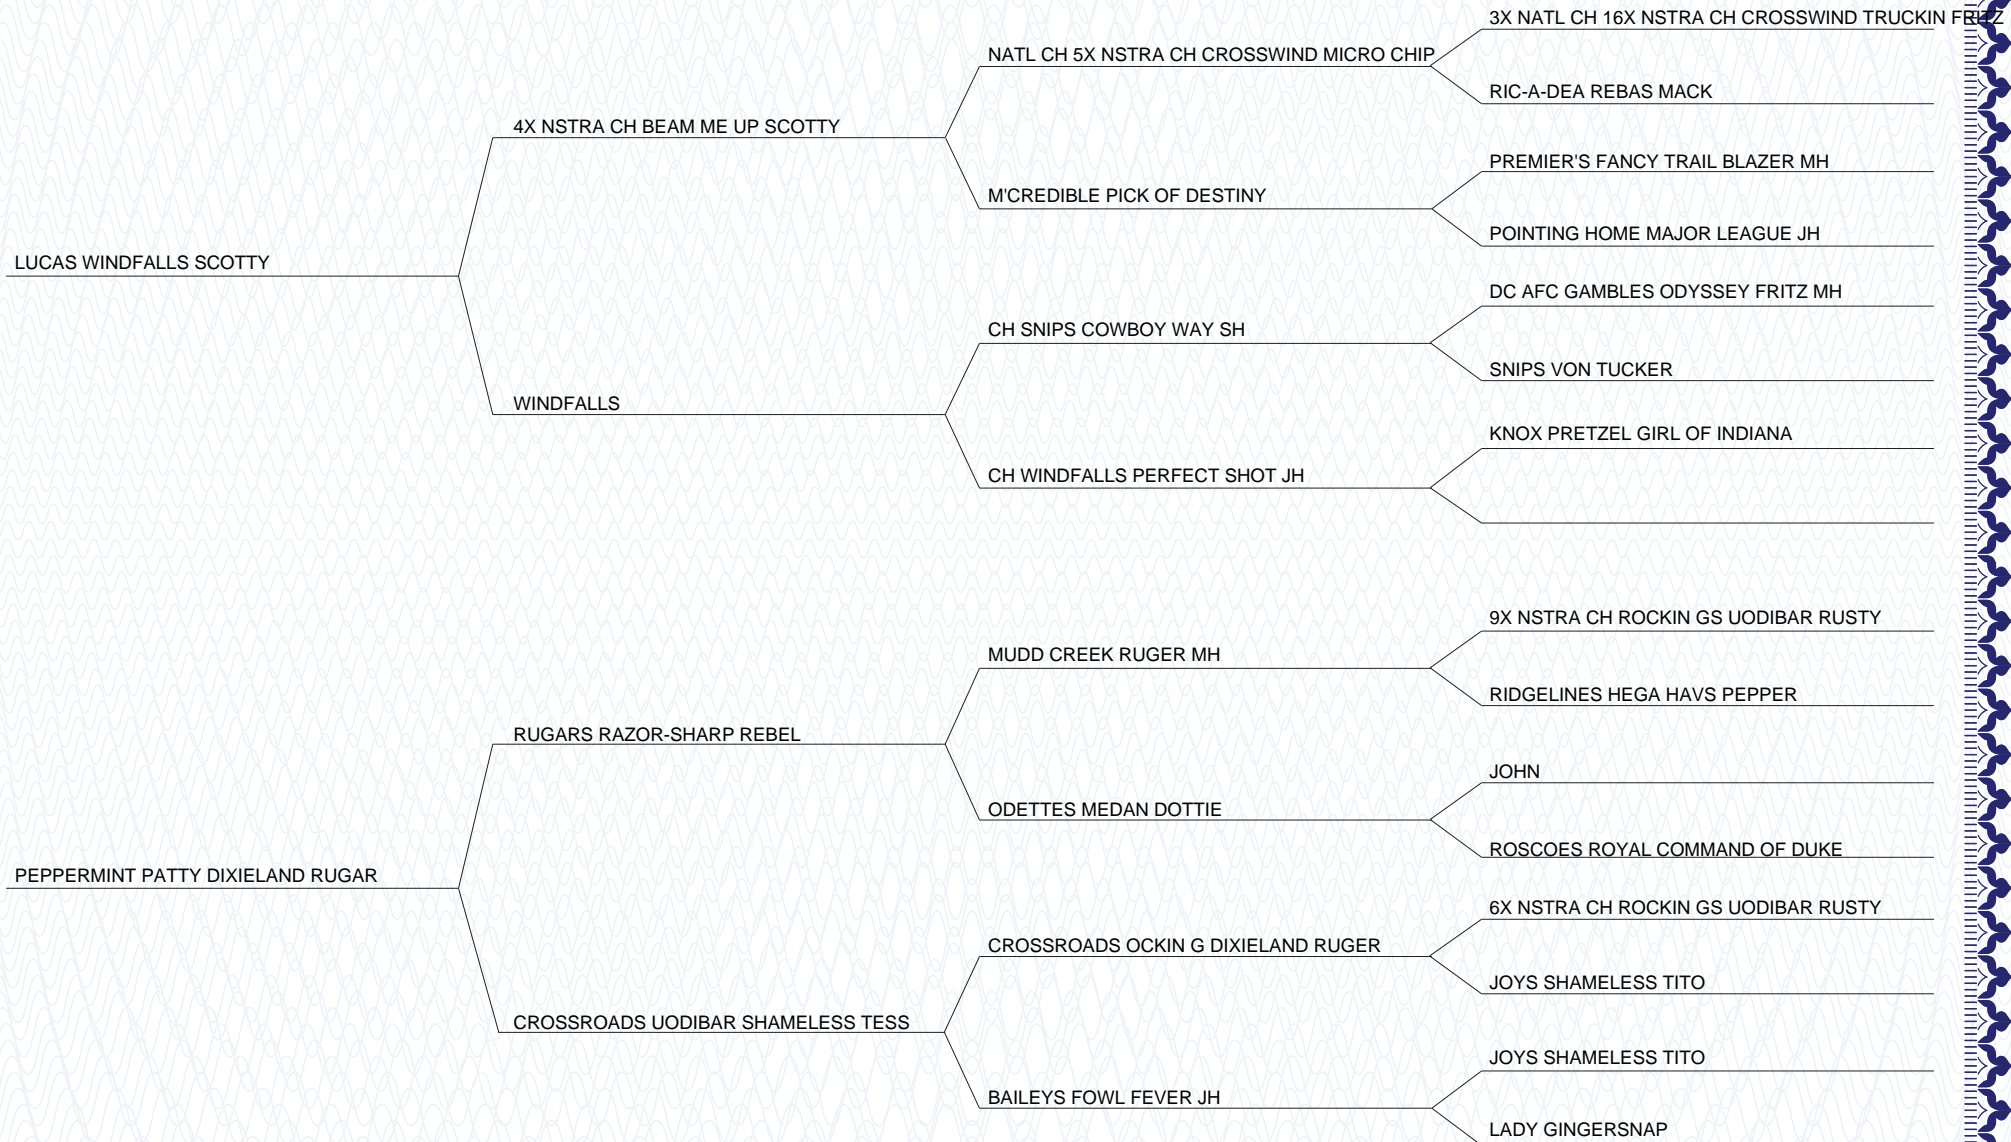 3X NATL CH 16X NSTRA CH CROSSWIND TRUCKIN FRITZ
NATL CH 5X NSTRA CH CROSSWIND MICRO CHIP
RIC-A-DEA REBAS MACK
4X NSTRA CH BEAM ME UP SCOTTY
PREMIER'S FANCY TRAIL BLAZER MH
M'CREDIBLE PICK OF DESTINY
POINTING HOME MAJOR LEAGUE JH
LUCAS WINDFALLS SCOTTY
DC AFC GAMBLES ODYSSEY FRITZ MH
CH SNIPS COWBOY WAY SH
SNIPS VON TUCKER
WINDFALLS
KNOX PRETZEL GIRL OF INDIANA
CH WINDFALLS PERFECT SHOT JH
9X NSTRA CH ROCKIN GS UODIBAR RUSTY
MUDD CREEK RUGER MH
RIDGELINES HEGA HAVS PEPPER
RUGARS RAZOR-SHARP REBEL
JOHN
ODETTES MEDAN DOTTIE
ROSCOES ROYAL COMMAND OF DUKE
PEPPERMINT PATTY DIXIELAND RUGAR
6X NSTRA CH ROCKIN GS UODIBAR RUSTY
CROSSROADS OCKIN G DIXIELAND RUGER
JOYS SHAMELESS TITO
CROSSROADS UODIBAR SHAMELESS TESS
JOYS SHAMELESS TITO
BAILEYS FOWL FEVER JH
LADY GINGERSNAP